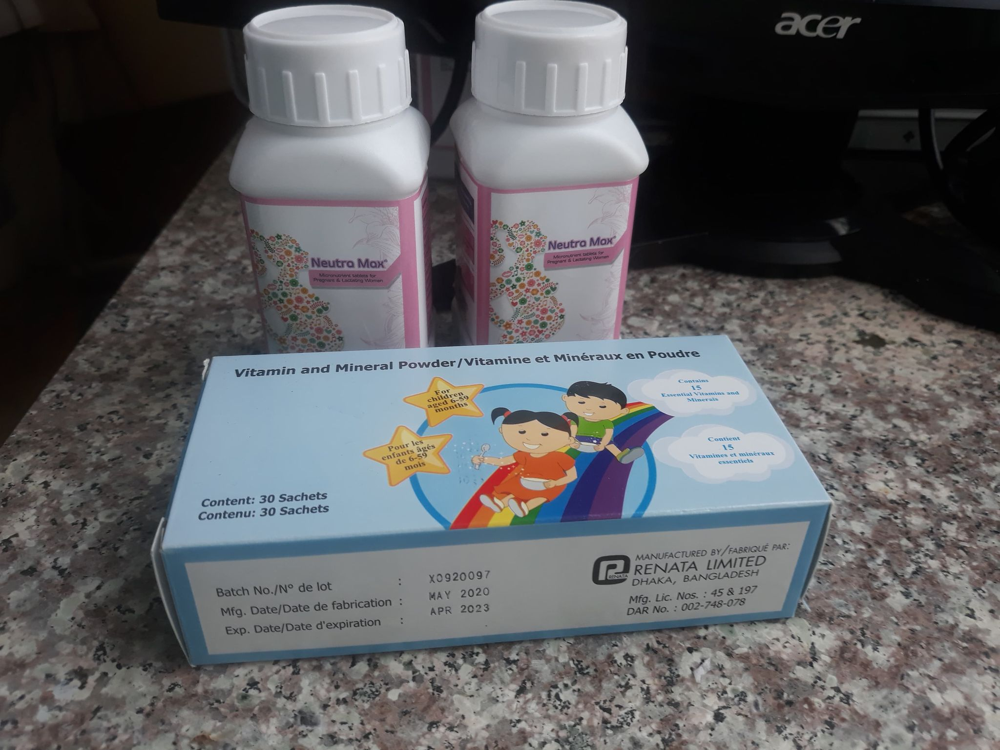 acer
Neutra Max®
Micronutrient tablets for
Pregnant & Lactating Women
Neutra Max®
Micronutrient tablets for
Pregnant & Lactating Women
Vitamin and Mineral Powder/Vitamine et Minéraux en Poudre
For
children
aged 6-59
months
Pour les
enfants âgés
de 6-59
mois
Contains
15
Essential Vitamins and
Minerals
Contient
15
Vitamines et minéraux
essentiels
Content: 30 Sachets
Contenu: 30 Sachets
Batch No./N° de lot : X0920097
Mfg. Date/Date de fabrication : MAY 2020
Exp. Date/Date d'expiration : APR 2023
RENATA
MANUFACTURED BY/FABRIQUÉ PAR:
RENATA LIMITED
DHAKA, BANGLADESH
Mfg. Lic. Nos. : 45 & 197
DAR No. : 002-748-078